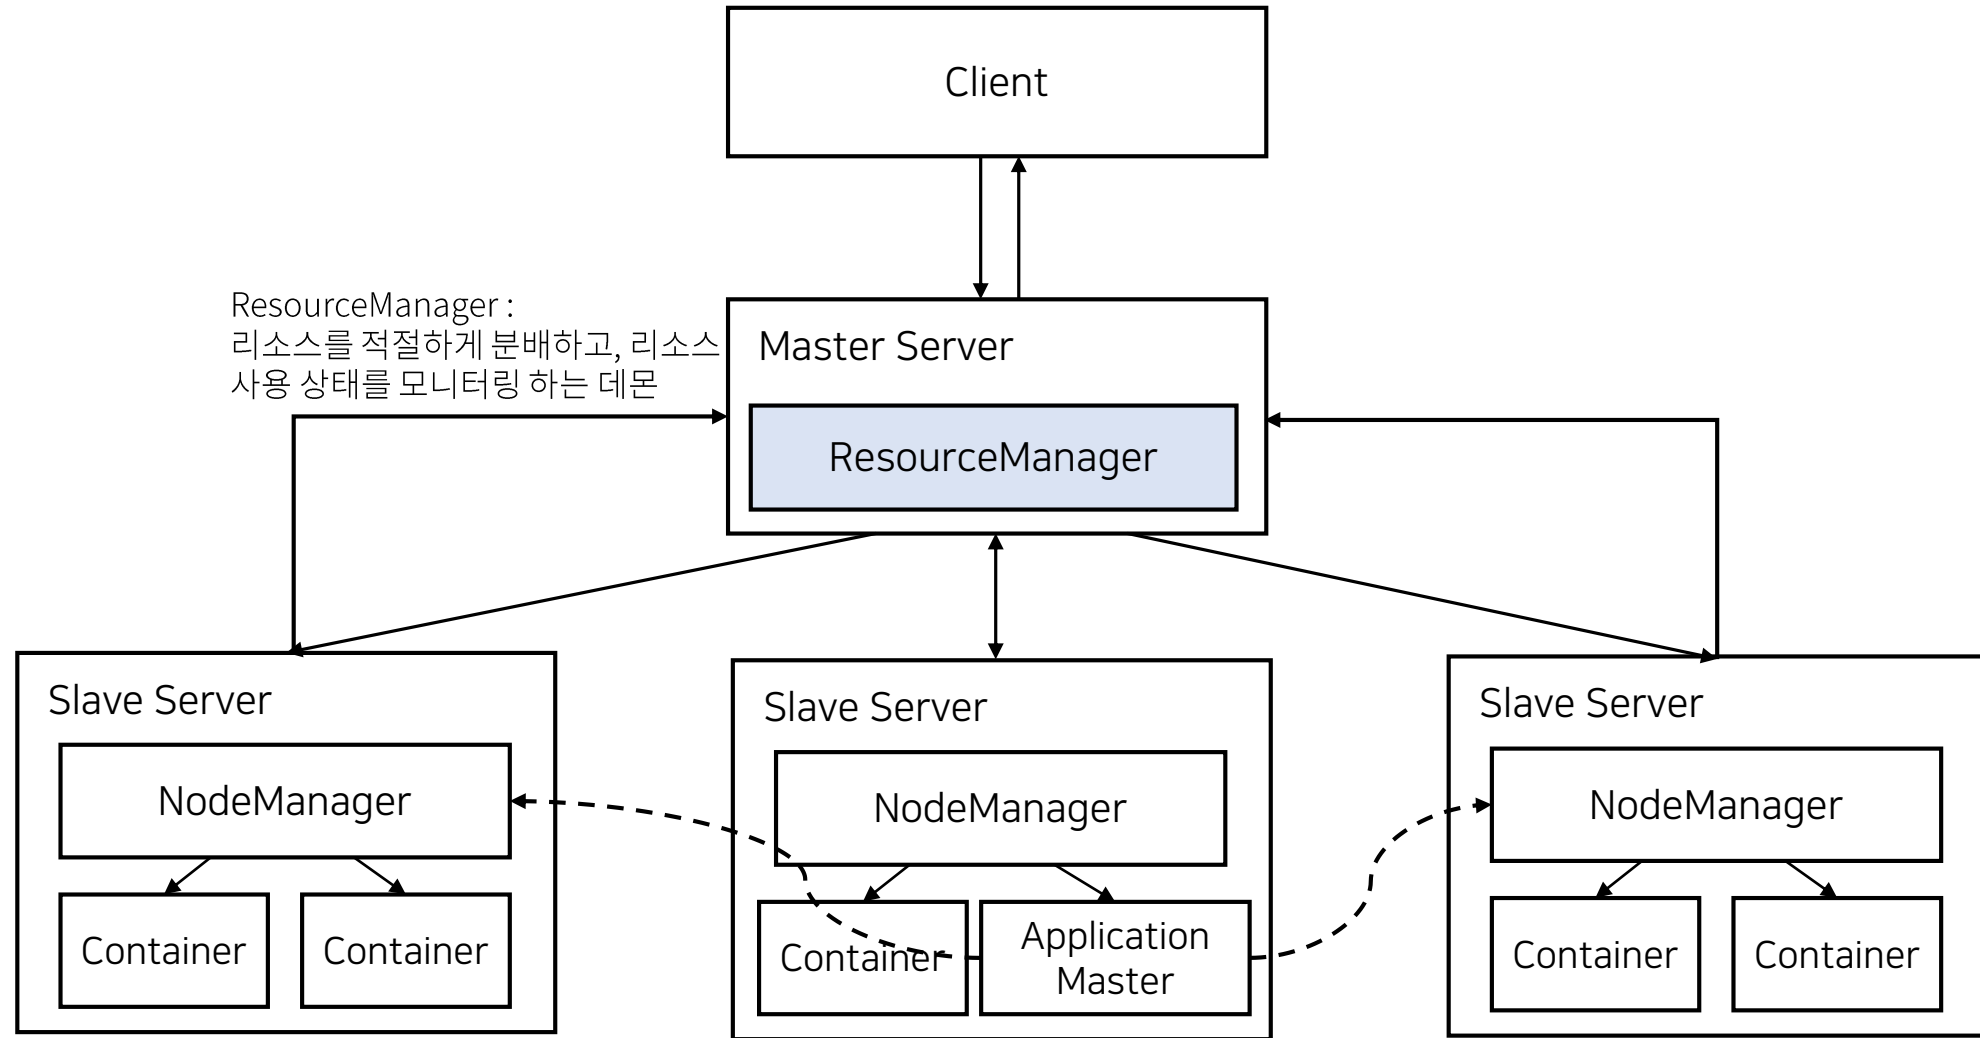 Client
ResourceManager :
리소스를 적절하게 분배하고, 리소스
사용 상태를 모니터링 하는 데몬
Master Server
ResourceManager
Slave Server
NodeManager
Container
Container
Slave Server
NodeManager
Container
Application
Master
Slave Server
NodeManager
Container
Container